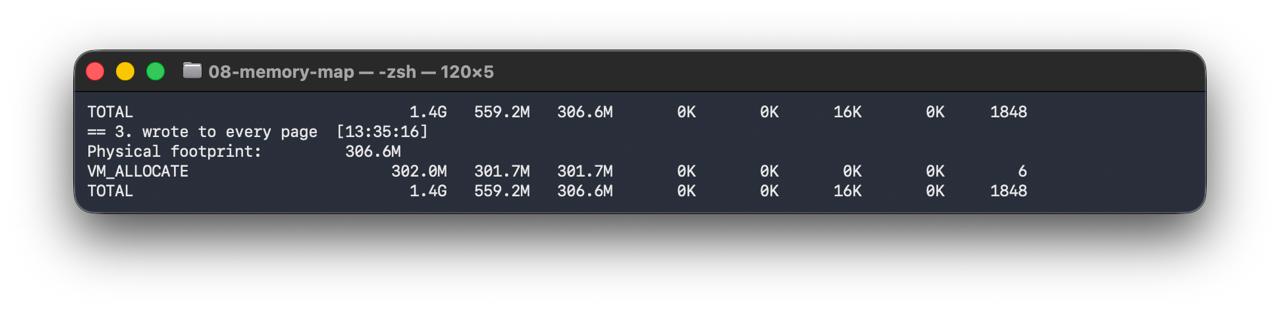 08-memory-map — -zsh — 120×5
TOTAL                              1.4G   559.2M   306.6M       0K       0K      16K       0K     1848
== 3. wrote to every page  [13:35:16]
Physical footprint:         306.6M
VM_ALLOCATE                      302.0M   301.7M   301.7M       0K       0K       0K       0K        6
TOTAL                              1.4G   559.2M   306.6M       0K       0K      16K       0K     1848